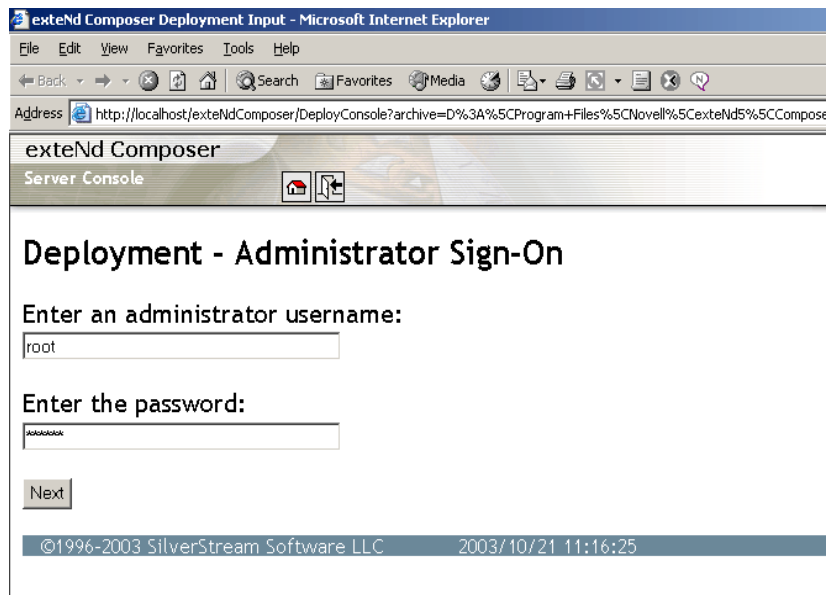 exteNd Composer Deployment Input - Microsoft Internet Explorer
File Edit View Favorites Tools Help
Back Search Favorites Media
Address http://localhost/exteNdComposer/DeployConsole?archive=D%3A%5CProgram+Files%5CNovell%5CexteNd5%5CCompose
exteNd Composer
Server Console
Deployment - Administrator Sign-On
Enter an administrator username:
root
Enter the password:
******
Next
©1996-2003 SilverStream Software LLC 2003/10/21 11:16:25